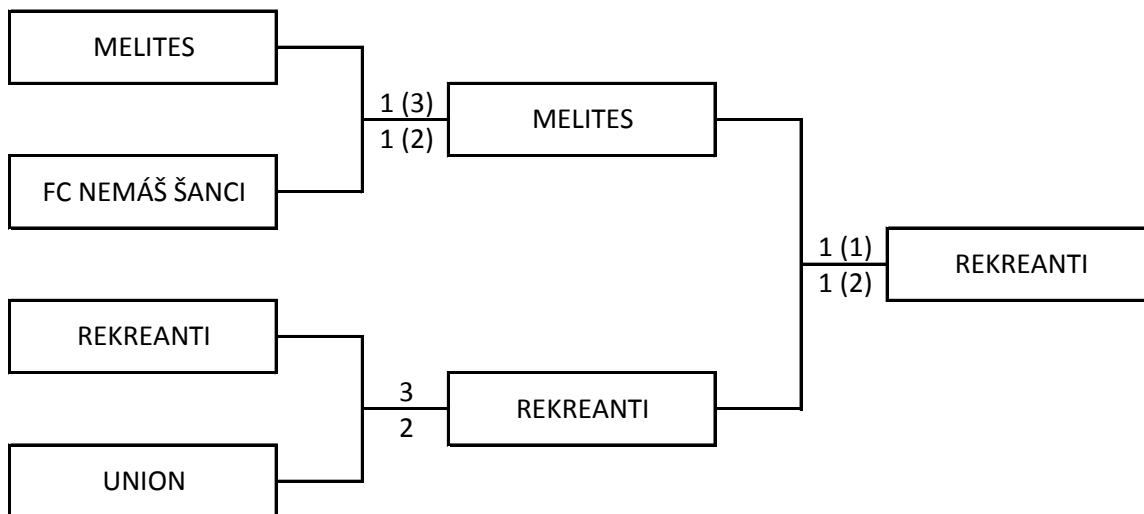 MELITES
1 (3)
1 (2)
MELITES
FC NEMÁŠ ŠANCI
1 (1)
1 (2)
REKREANTI
REKREANTI
3
2
REKREANTI
UNION